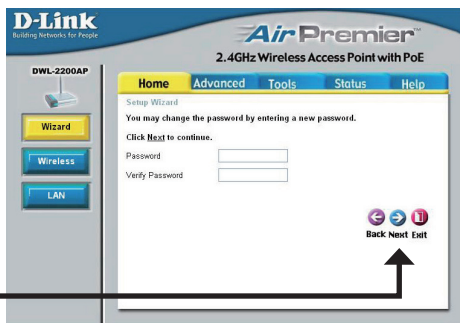 D-Link
Building Networks for People
AirPremier™
2.4GHz Wireless Access Point with PoE
DWL-2200AP
Home Advanced Tools Status Help
Setup Wizard
You may change the password by entering a new password.
Click Next to continue.
Wizard
Password
Wireless
Verify Password
LAN
Back Next Exit